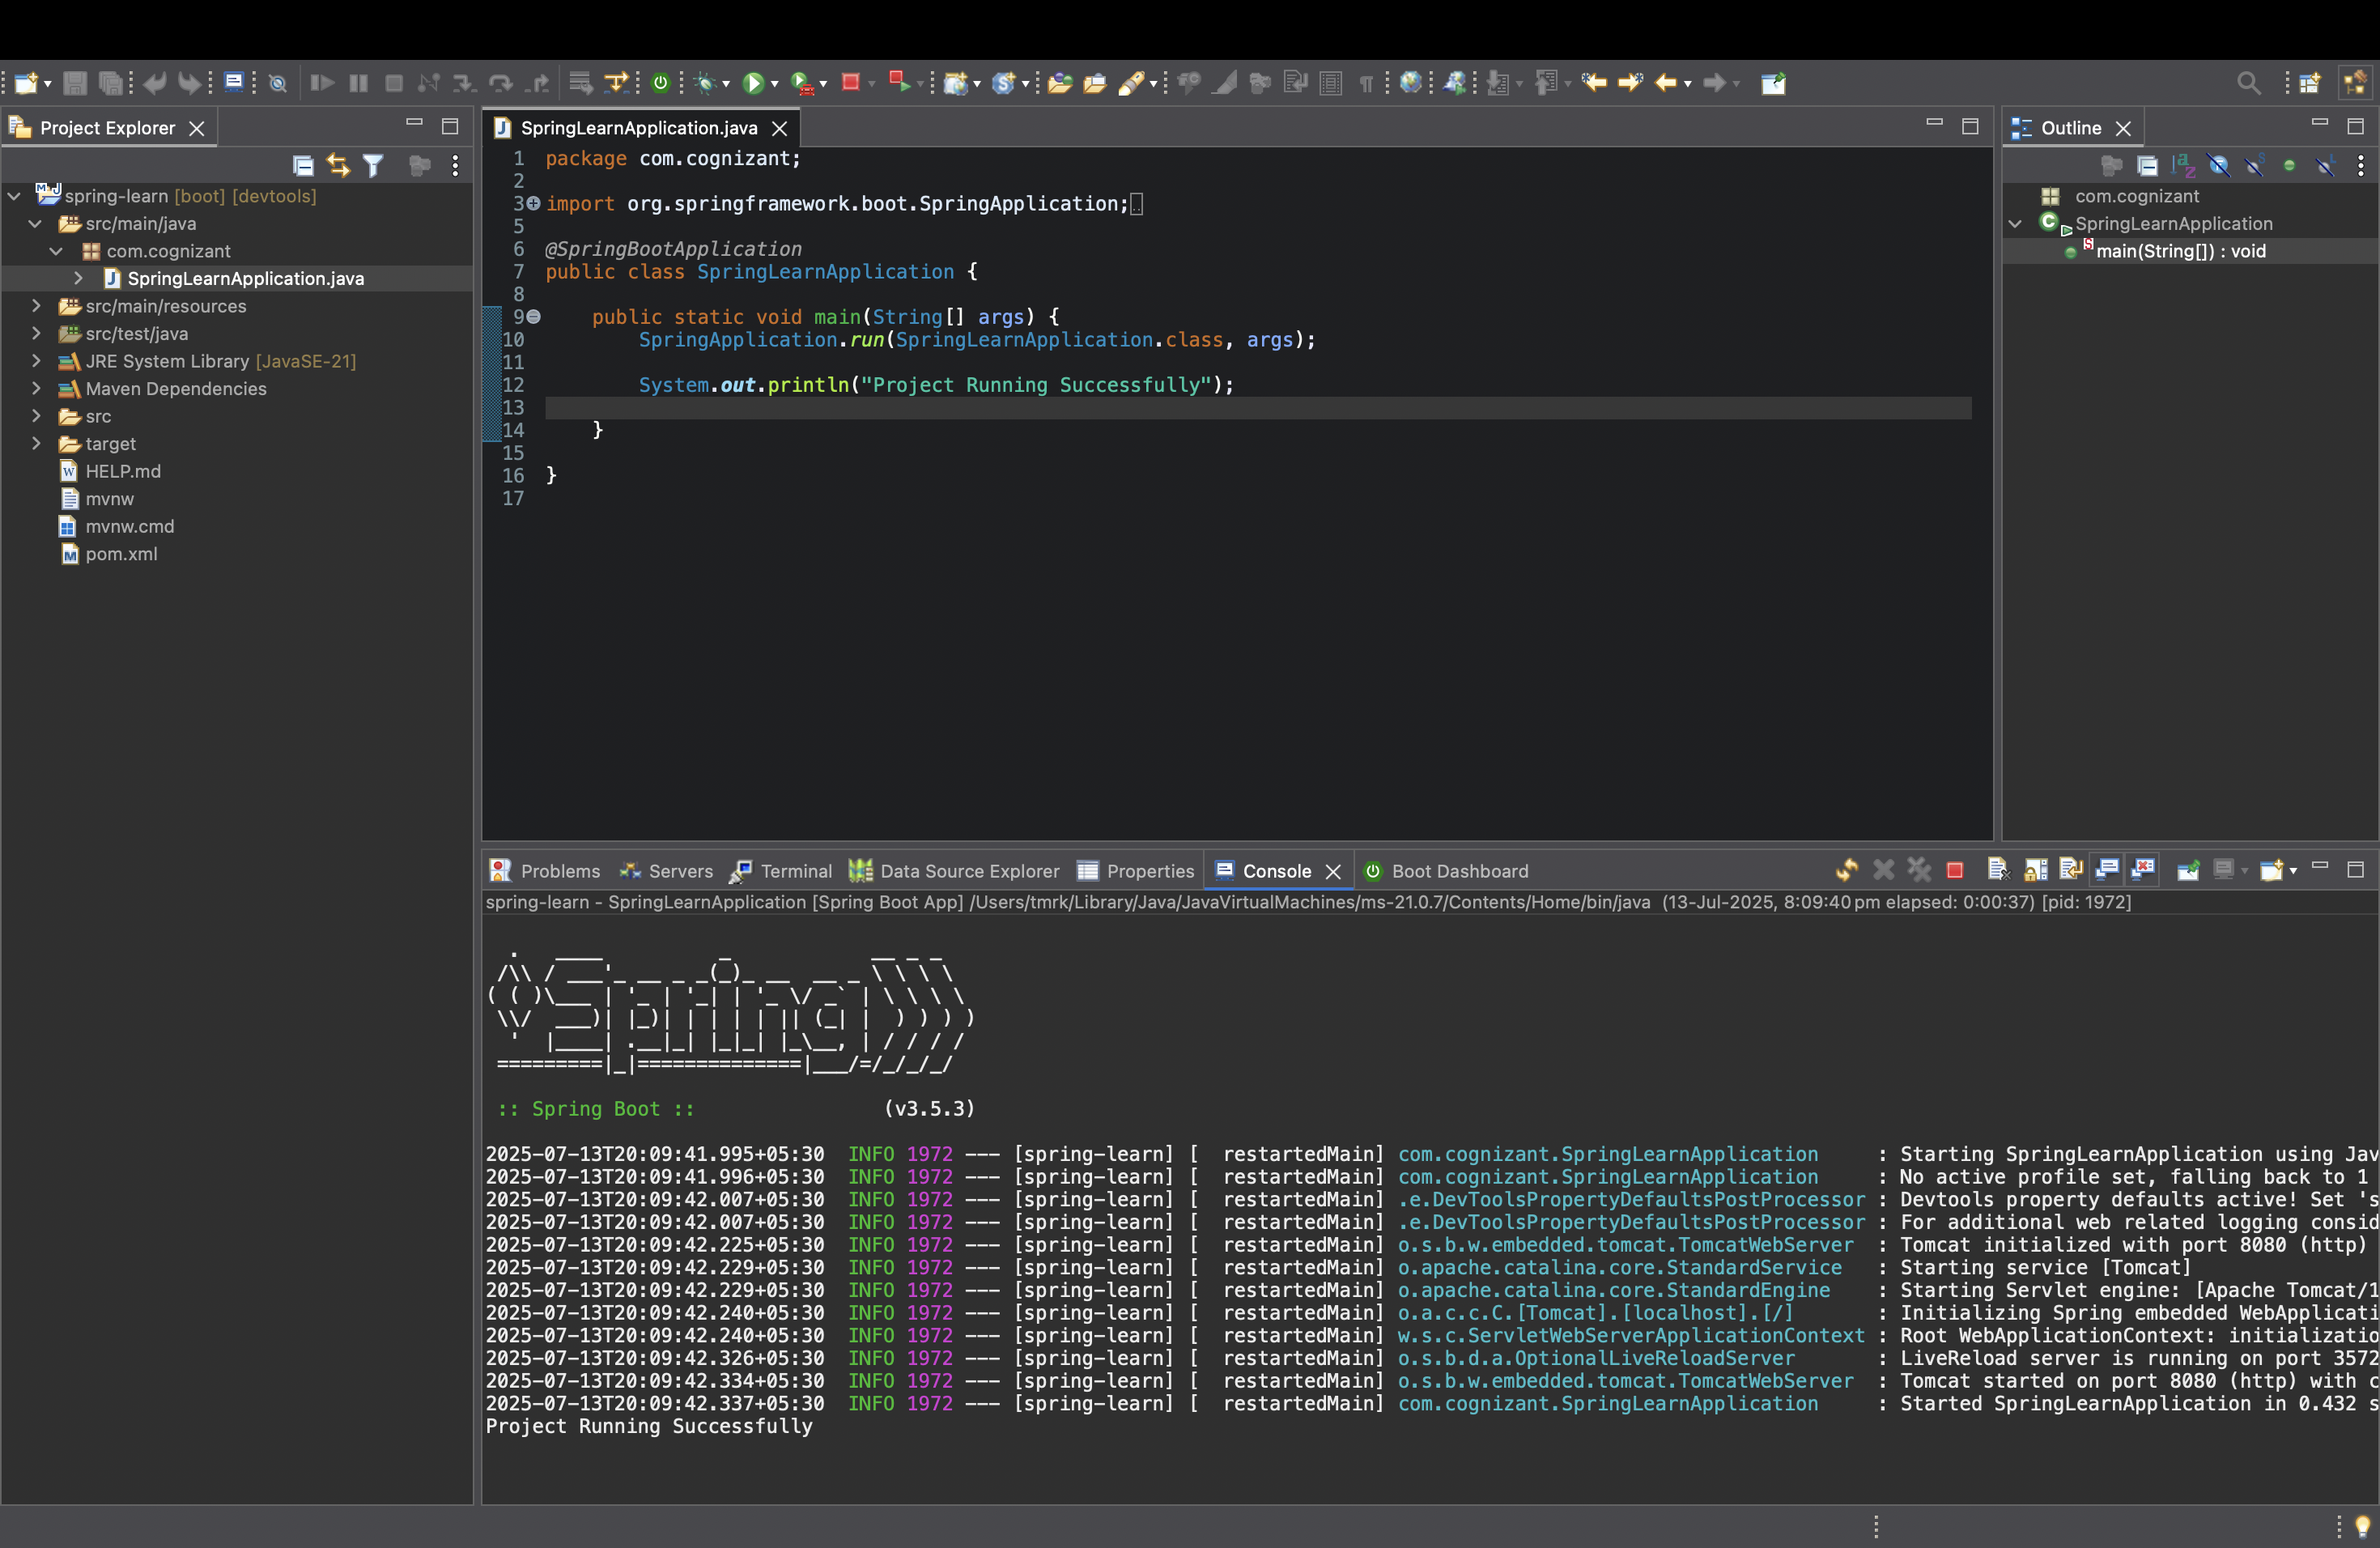 Project Explorer
spring-learn [boot] [devtools]
src/main/java
com.cognizant
SpringLearnApplication.java
src/main/resources
src/test/java
JRE System Library [JavaSE-21]
Maven Dependencies
src
target
HELP.md
mvnw
mvnw.cmd
pom.xml
SpringLearnApplication.java
1 package com.cognizant;
2
3 import org.springframework.boot.SpringApplication;
5
6 @SpringBootApplication
7 public class SpringLearnApplication {
8
9     public static void main(String[] args) {
10         SpringApplication.run(SpringLearnApplication.class, args);
11
12         System.out.println("Project Running Successfully");
13
14     }
15
16 }
17
Outline
com.cognizant
SpringLearnApplication
main(String[]) : void
Problems Servers Terminal Data Source Explorer Properties Console Boot Dashboard
spring-learn - SpringLearnApplication [Spring Boot App] /Users/tmrk/Library/Java/JavaVirtualMachines/ms-21.0.7/Contents/Home/bin/java (13-Jul-2025, 8:09:40 pm elapsed: 0:00:37) [pid: 1972]
Spring
:: Spring Boot ::                (v3.5.3)
2025-07-13T20:09:41.995+05:30  INFO 1972 --- [spring-learn] [  restartedMain] com.cognizant.SpringLearnApplication     : Starting SpringLearnApplication using Jav
2025-07-13T20:09:41.996+05:30  INFO 1972 --- [spring-learn] [  restartedMain] com.cognizant.SpringLearnApplication     : No active profile set, falling back to 1
2025-07-13T20:09:42.007+05:30  INFO 1972 --- [spring-learn] [  restartedMain] .e.DevToolsPropertyDefaultsPostProcessor : Devtools property defaults active! Set 's
2025-07-13T20:09:42.007+05:30  INFO 1972 --- [spring-learn] [  restartedMain] .e.DevToolsPropertyDefaultsPostProcessor : For additional web related logging consid
2025-07-13T20:09:42.225+05:30  INFO 1972 --- [spring-learn] [  restartedMain] o.s.b.w.embedded.tomcat.TomcatWebServer  : Tomcat initialized with port 8080 (http)
2025-07-13T20:09:42.229+05:30  INFO 1972 --- [spring-learn] [  restartedMain] o.apache.catalina.core.StandardService   : Starting service [Tomcat]
2025-07-13T20:09:42.229+05:30  INFO 1972 --- [spring-learn] [  restartedMain] o.apache.catalina.core.StandardEngine    : Starting Servlet engine: [Apache Tomcat/1
2025-07-13T20:09:42.240+05:30  INFO 1972 --- [spring-learn] [  restartedMain] o.a.c.c.C.[Tomcat].[localhost].[/]       : Initializing Spring embedded WebApplicati
2025-07-13T20:09:42.240+05:30  INFO 1972 --- [spring-learn] [  restartedMain] w.s.c.ServletWebServerApplicationContext : Root WebApplicationContext: initializatio
2025-07-13T20:09:42.326+05:30  INFO 1972 --- [spring-learn] [  restartedMain] o.s.b.d.a.OptionalLiveReloadServer       : LiveReload server is running on port 3572
2025-07-13T20:09:42.334+05:30  INFO 1972 --- [spring-learn] [  restartedMain] o.s.b.w.embedded.tomcat.TomcatWebServer  : Tomcat started on port 8080 (http) with c
2025-07-13T20:09:42.337+05:30  INFO 1972 --- [spring-learn] [  restartedMain] com.cognizant.SpringLearnApplication     : Started SpringLearnApplication in 0.432 s
Project Running Successfully